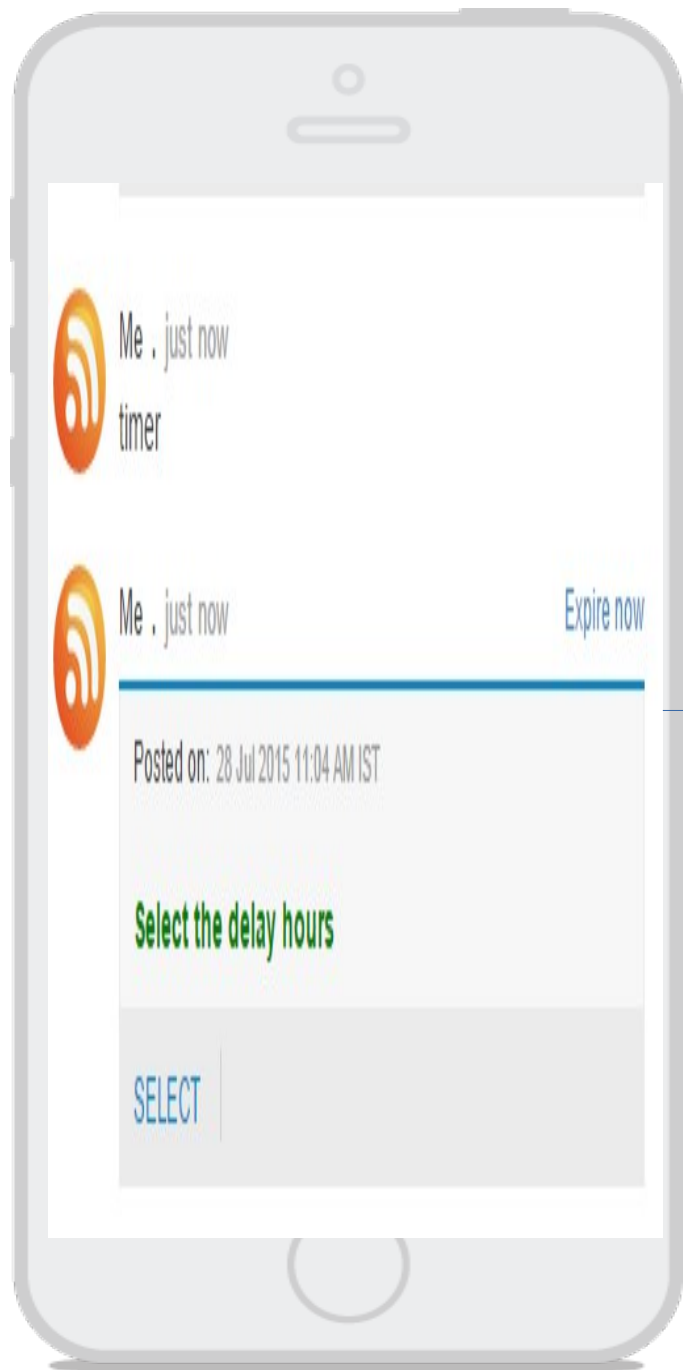 Me . just now
timer
Me . just now Expire now
Posted on: 28 Jul 2015 11:04 AM IST
Select the delay hours
SELECT